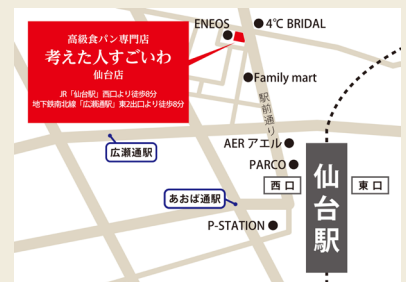 ENEOS
4℃ BRIDAL
高級食パン専門店
考えた人すごいわ
仙台店
JR「仙台駅」西口より徒歩8分
地下鉄南北線「広瀬通駅」東2出口より徒歩8分
Family mart
駅前通り
AER アエル
広瀬通駅
PARCO
西口
仙台駅
東口
あおば通駅
P-STATION